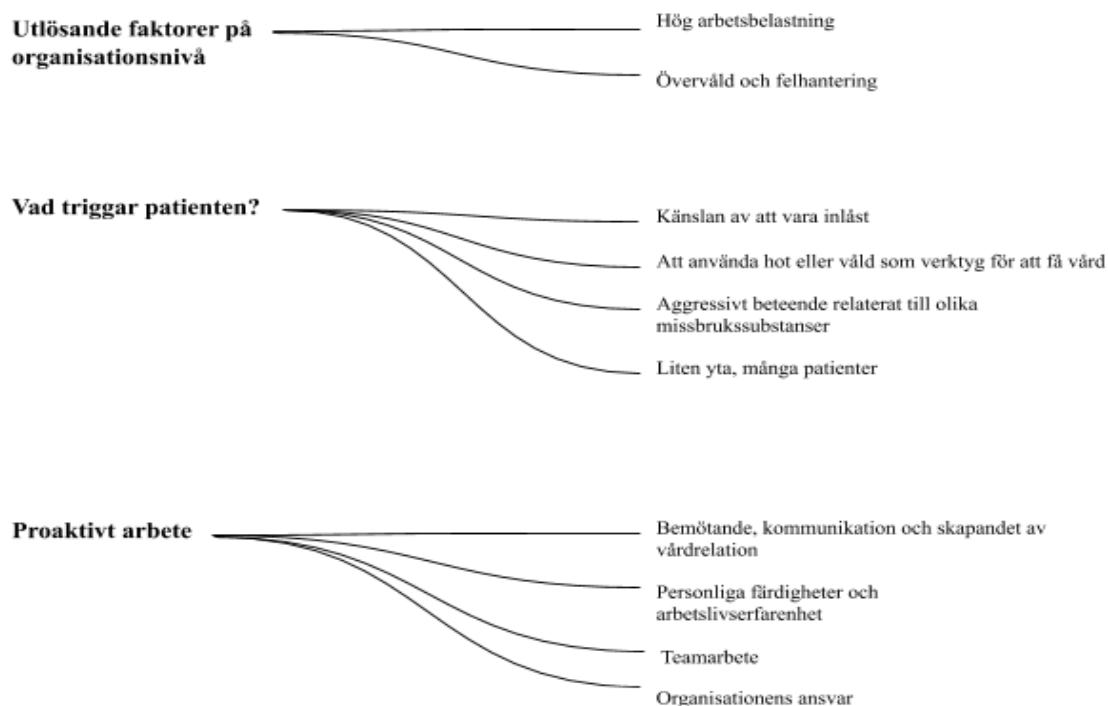 Utlösande faktorer på
organisationsnivå
Hög arbetsbelastning
Övervåld och felhantering
Vad triggar patienten?
Känslan av att vara inlåst
Att använda hot eller våld som verktyg för att få vård
Aggressivt beteende relaterat till olika
missbrukssubstanser
Liten yta, många patienter
Proaktivt arbete
Bemötande, kommunikation och skapandet av
vårdrelation
Personliga färdigheter och
arbetslivserfarenhet
Teamarbete
Organisationens ansvar